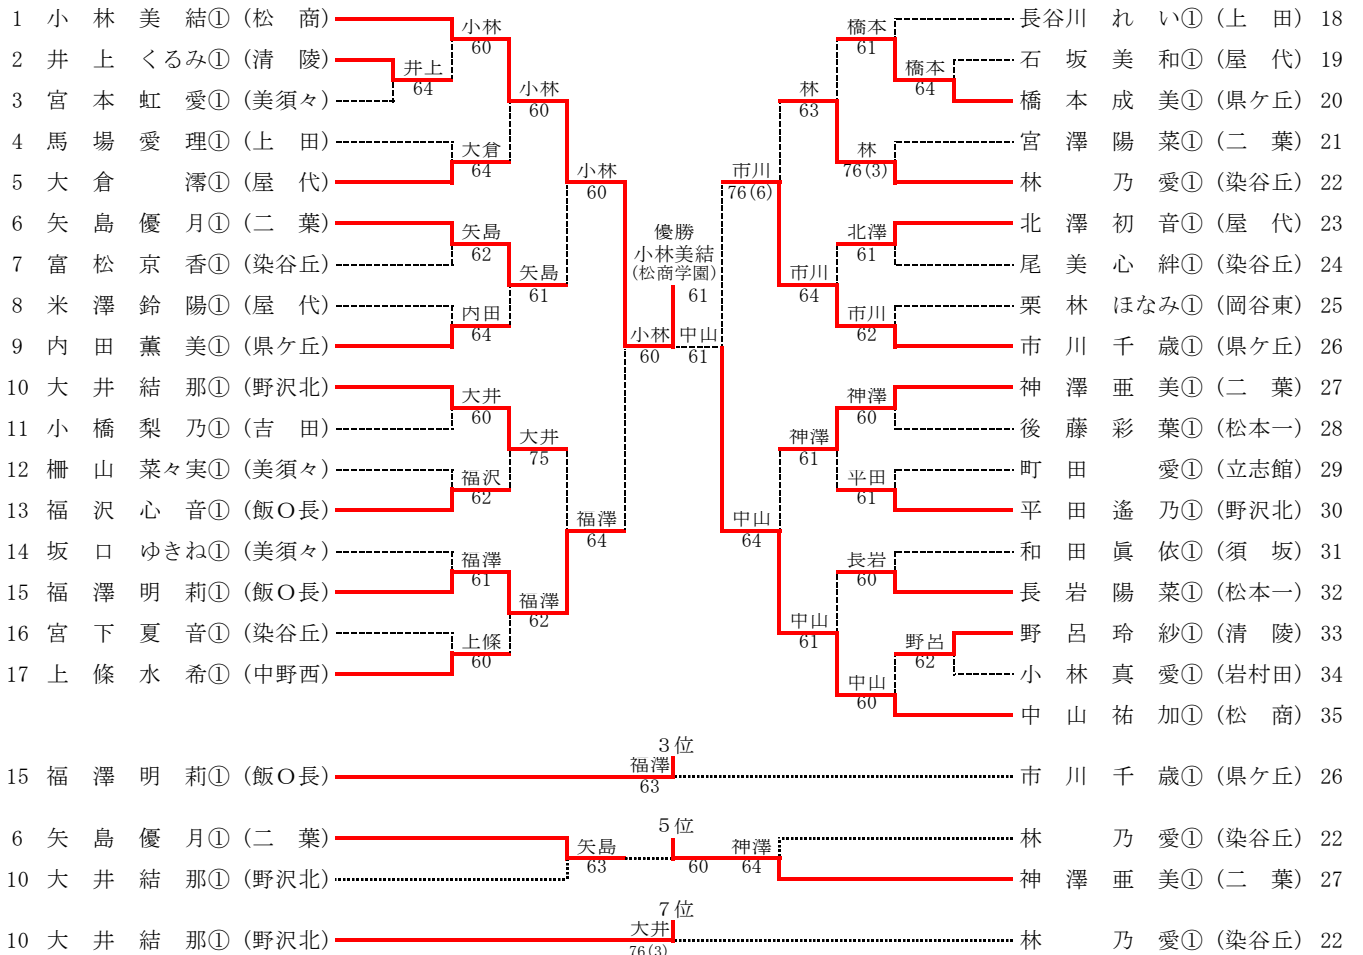 1 小 林 美 結① (松 商)
2 井 上 くるみ① (清 陵)
3 宮 本 虹 愛① (美須々)
4 馬 場 愛 理① (上 田)
5 大 倉 澪① (屋 代)
6 矢 島 優 月① (二 葉)
7 富 松 京 香① (染谷丘)
8 米 澤 鈴 陽① (屋 代)
9 内 田 薫 美① (県ケ丘)
10 大 井 結 那① (野沢北)
11 小 橋 梨 乃① (吉 田)
12 柵 山 菜々実① (美須々)
13 福 沢 心 音① (飯O長)
14 坂 口 ゆきね① (美須々)
15 福 澤 明 莉① (飯O長)
16 宮 下 夏 音① (染谷丘)
17 上 條 水 希① (中野西)
井上
64
小林
60
大倉
64
矢島
62
内田
64
大井
60
福沢
62
福澤
61
上條
60
小林
60
矢島
61
大井
75
福澤
62
小林
60
福澤
64
小林
60
優勝
小林美結
(松商学園)
61
中山
61
市川
76(6)
中山
64
林
63
市川
64
神澤
61
中山
61
橋本
61
林
76(3)
北澤
61
市川
62
神澤
60
平田
61
長岩
60
中山
60
橋本
64
野呂
62
長谷川 れ い① (上 田) 18
石 坂 美 和① (屋 代) 19
橋 本 成 美① (県ケ丘) 20
宮 澤 陽 菜① (二 葉) 21
林 乃 愛① (染谷丘) 22
北 澤 初 音① (屋 代) 23
尾 美 心 絆① (染谷丘) 24
栗 林 ほなみ① (岡谷東) 25
市 川 千 歳① (県ケ丘) 26
神 澤 亜 美① (二 葉) 27
後 藤 彩 葉① (松本一) 28
町 田 愛① (立志館) 29
平 田 遙 乃① (野沢北) 30
和 田 眞 依① (須 坂) 31
長 岩 陽 菜① (松本一) 32
野 呂 玲 紗① (清 陵) 33
小 林 真 愛① (岩村田) 34
中 山 祐 加① (松 商) 35
3位
15 福 澤 明 莉① (飯O長)
福澤
63
市 川 千 歳① (県ケ丘) 26
5位
6 矢 島 優 月① (二 葉)
10 大 井 結 那① (野沢北)
矢島
63
60
神澤
64
林 乃 愛① (染谷丘) 22
神 澤 亜 美① (二 葉) 27
7位
10 大 井 結 那① (野沢北)
大井
76(3)
林 乃 愛① (染谷丘) 22